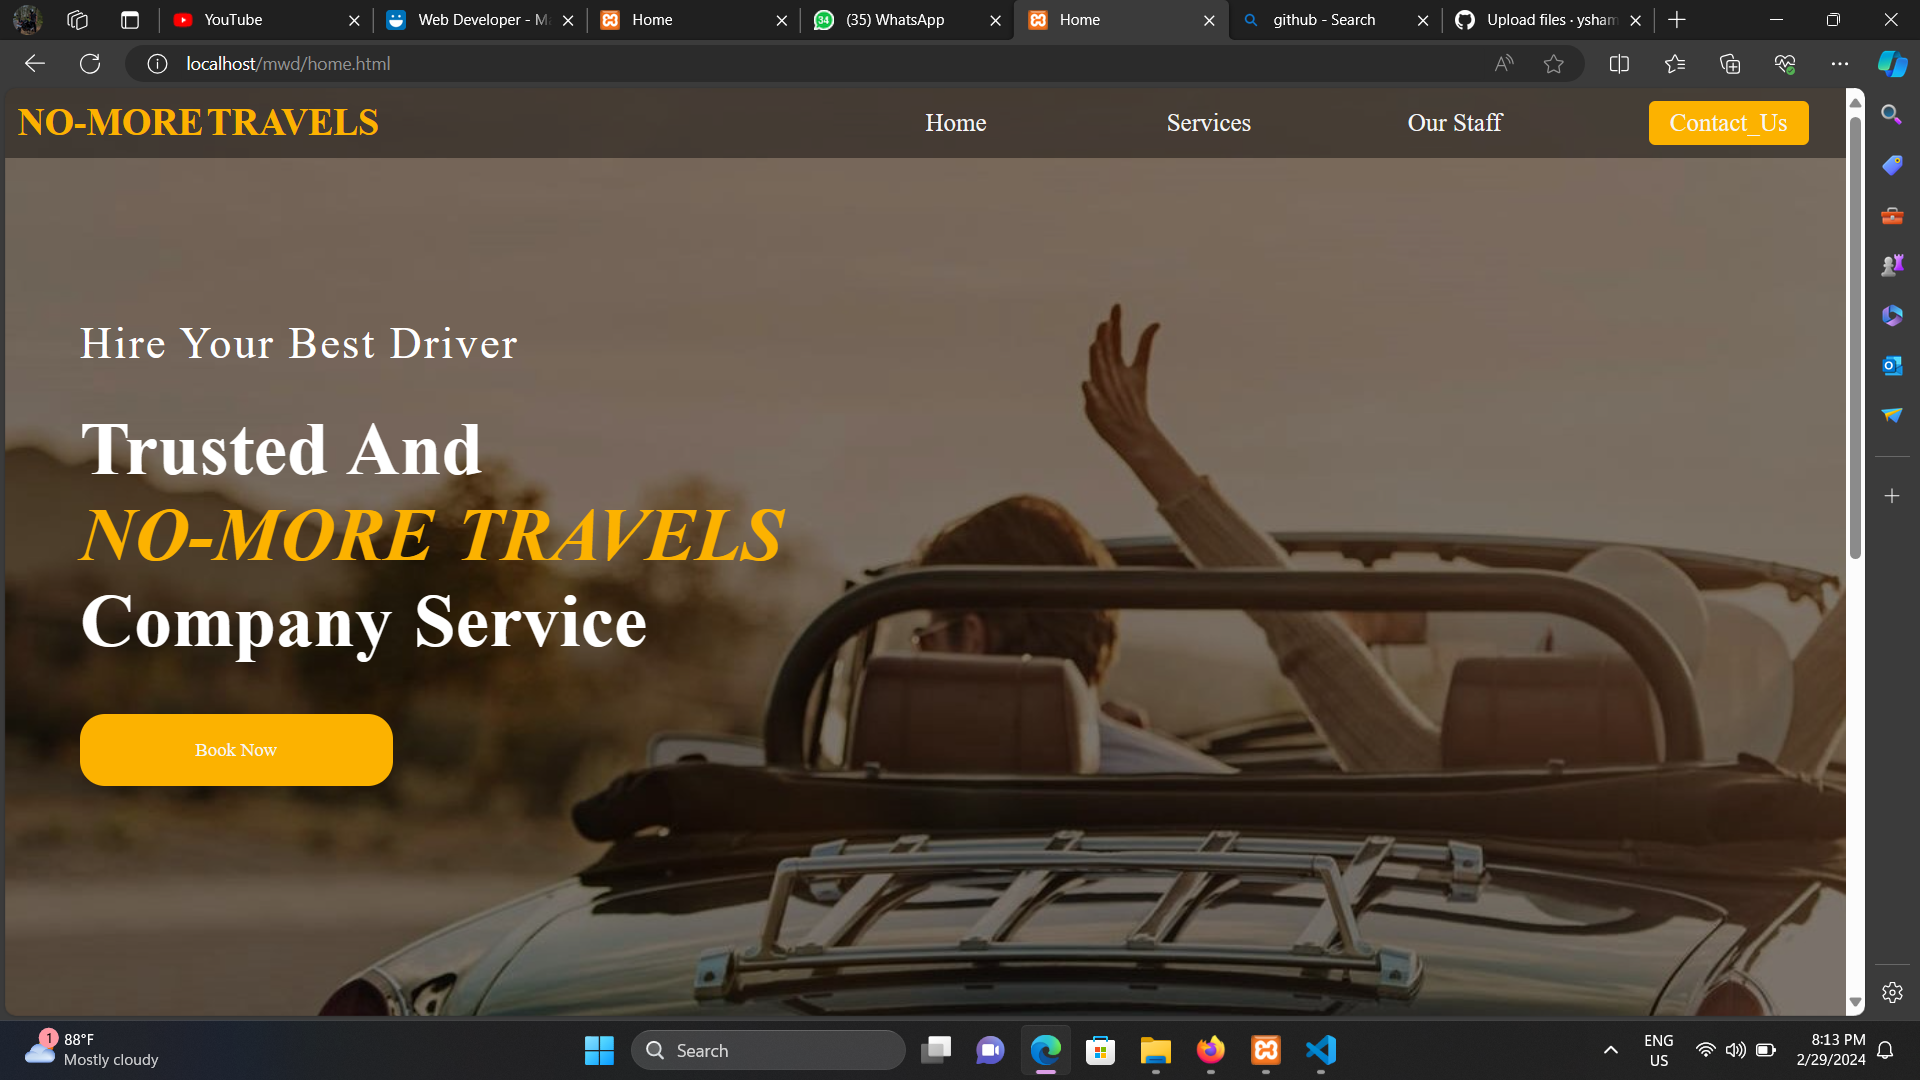 YouTube
Web Developer - Ma
Home
34
(35) WhatsApp
Home
github - Search
Upload files · ysham
localhost/mwd/home.html
NO-MORE TRAVELS
Home
Services
Our Staff
Contact_Us
Hire Your Best Driver
Trusted And
NO-MORE TRAVELS
Company Service
Book Now
1
88°F
Mostly cloudy
Search
ENG
US
8:13 PM
2/29/2024